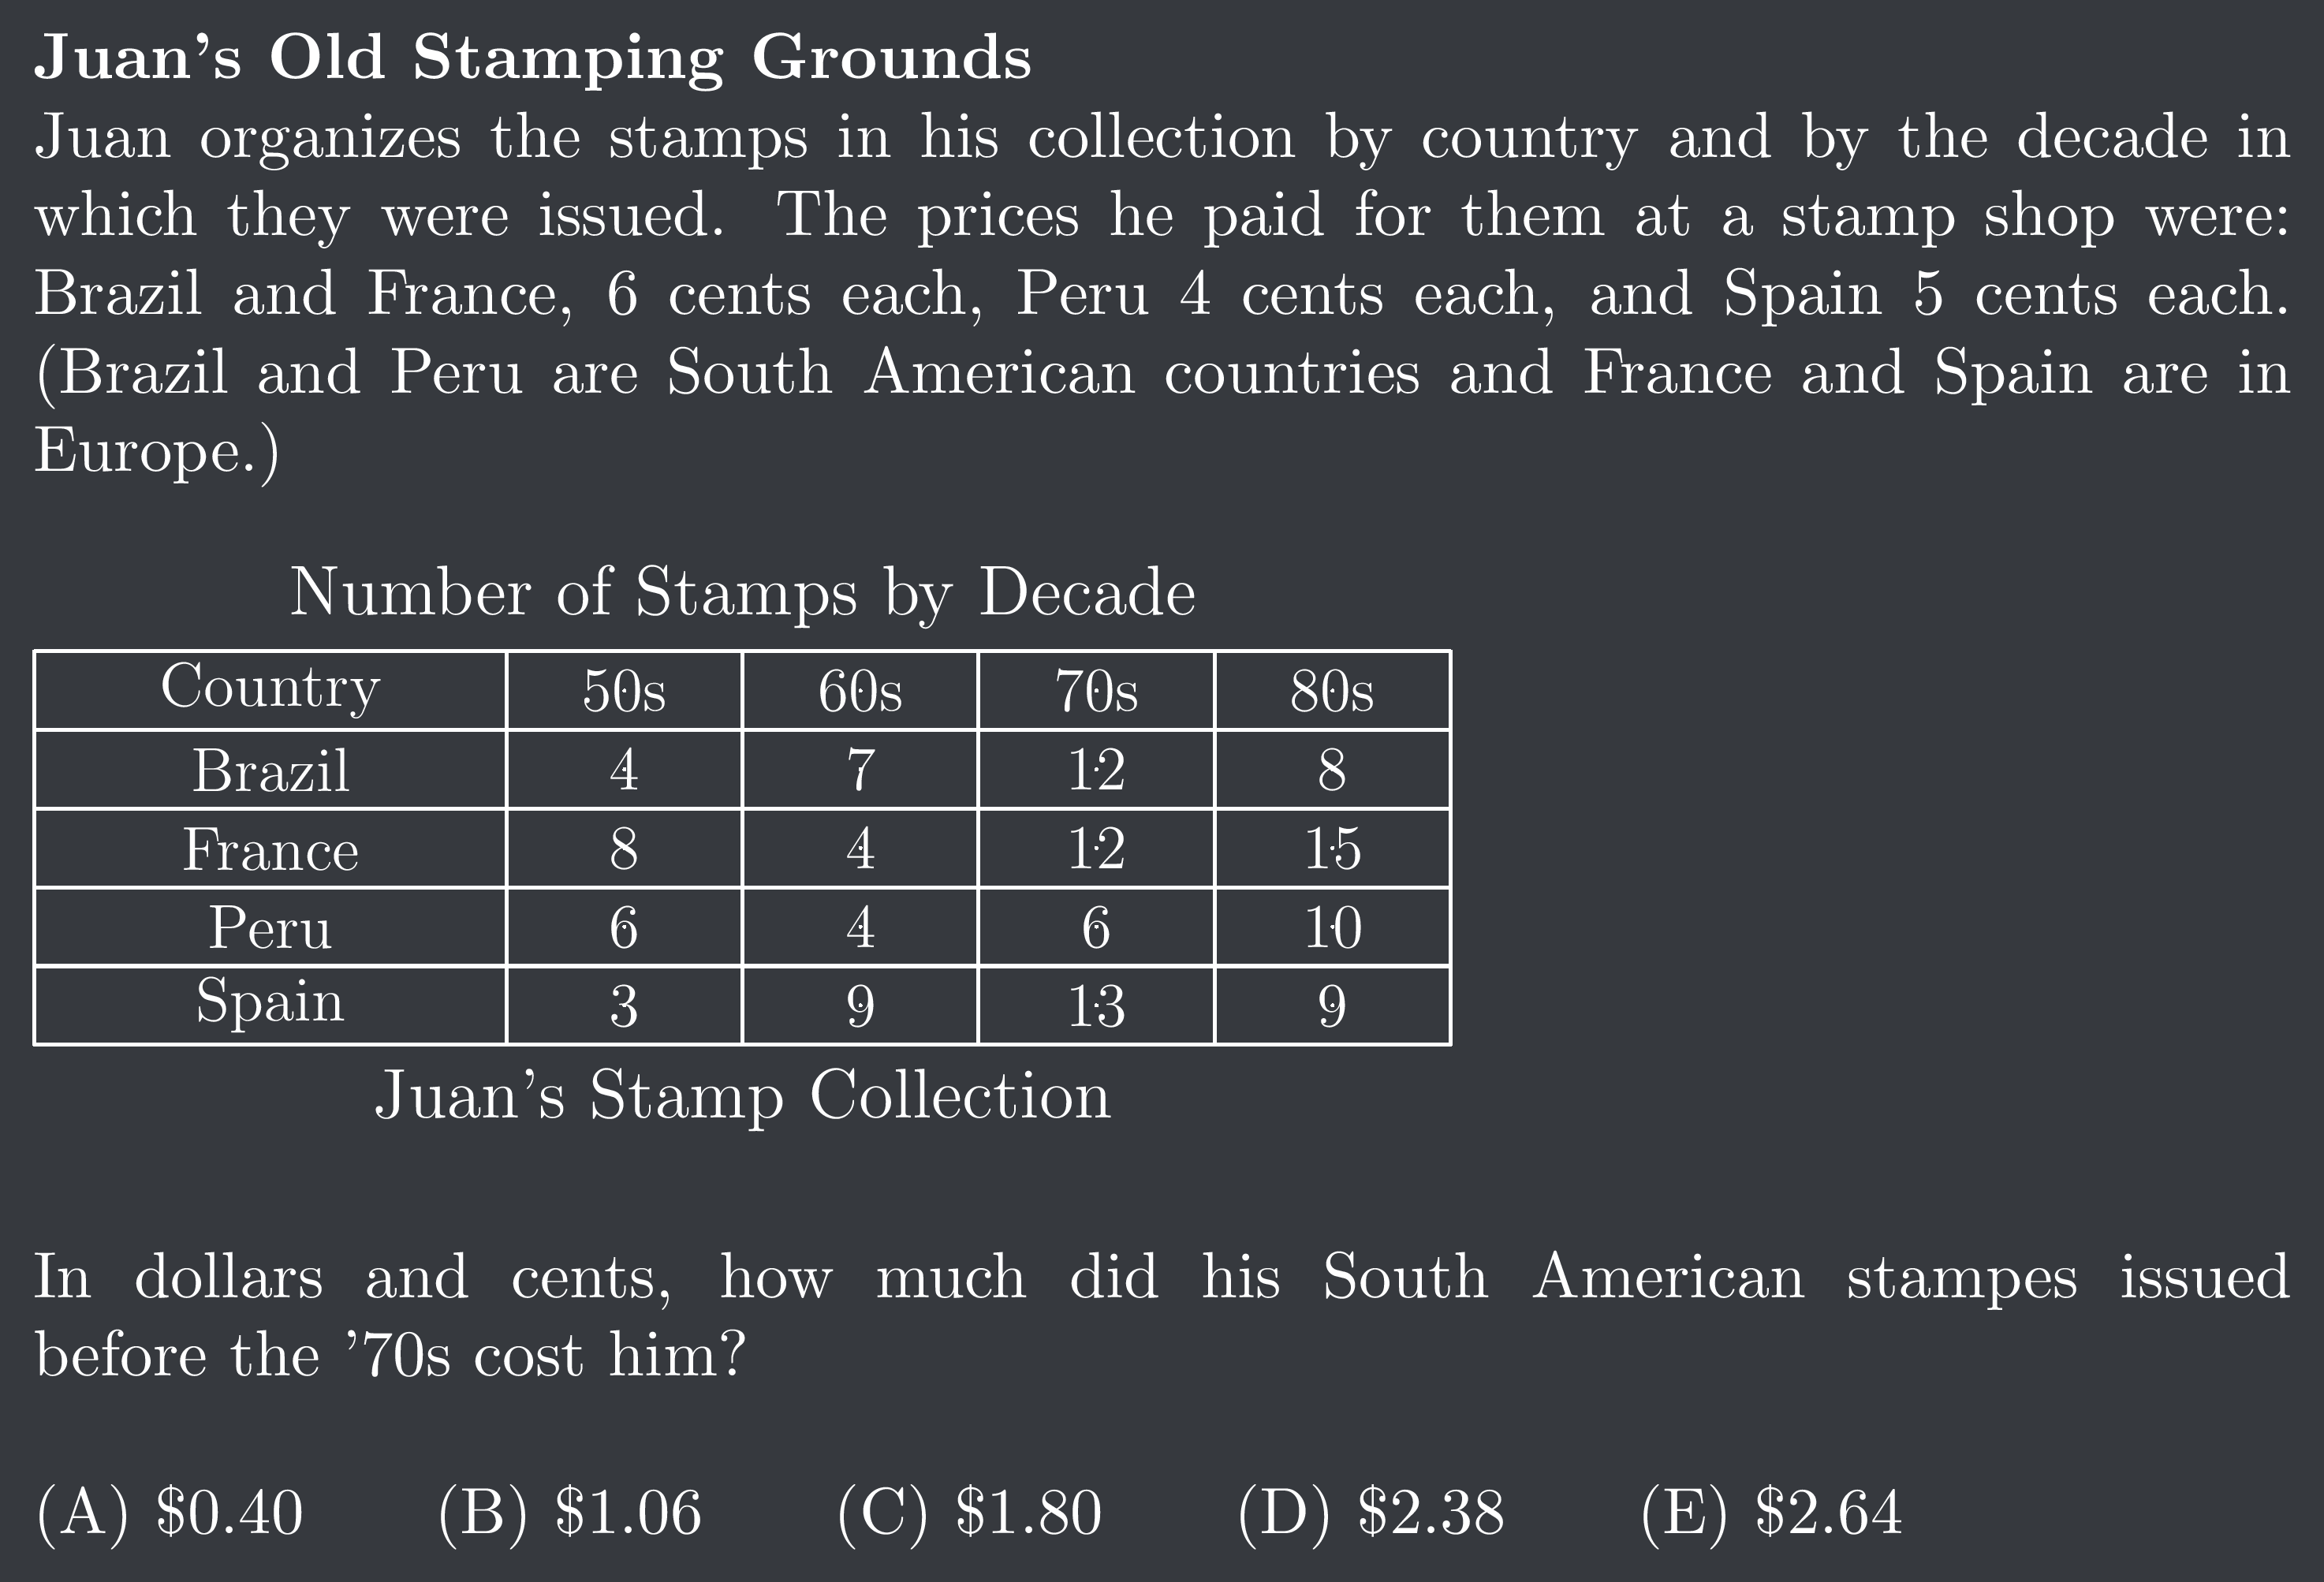 Juan's Old Stamping Grounds
Juan organizes the stamps in his collection by country and by the decade in
which they were issued. The prices he paid for them at a stamp shop were:
Brazil and France, 6 cents each, Peru 4 cents each, and Spain 5 cents each.
(Brazil and Peru are South American countries and France and Spain are in
Europe.)
Number of Stamps by Decade
Country 50s 60s 70s 80s
Brazil 4 7 12 8
France 8 4 12 15
Peru 6 4 6 10
Spain 3 9 13 9
Juan's Stamp Collection
In dollars and cents, how much did his South American stampes issued
before the '70s cost him?
(A) $0.40 (B) $1.06 (C) $1.80 (D) $2.38 (E) $2.64